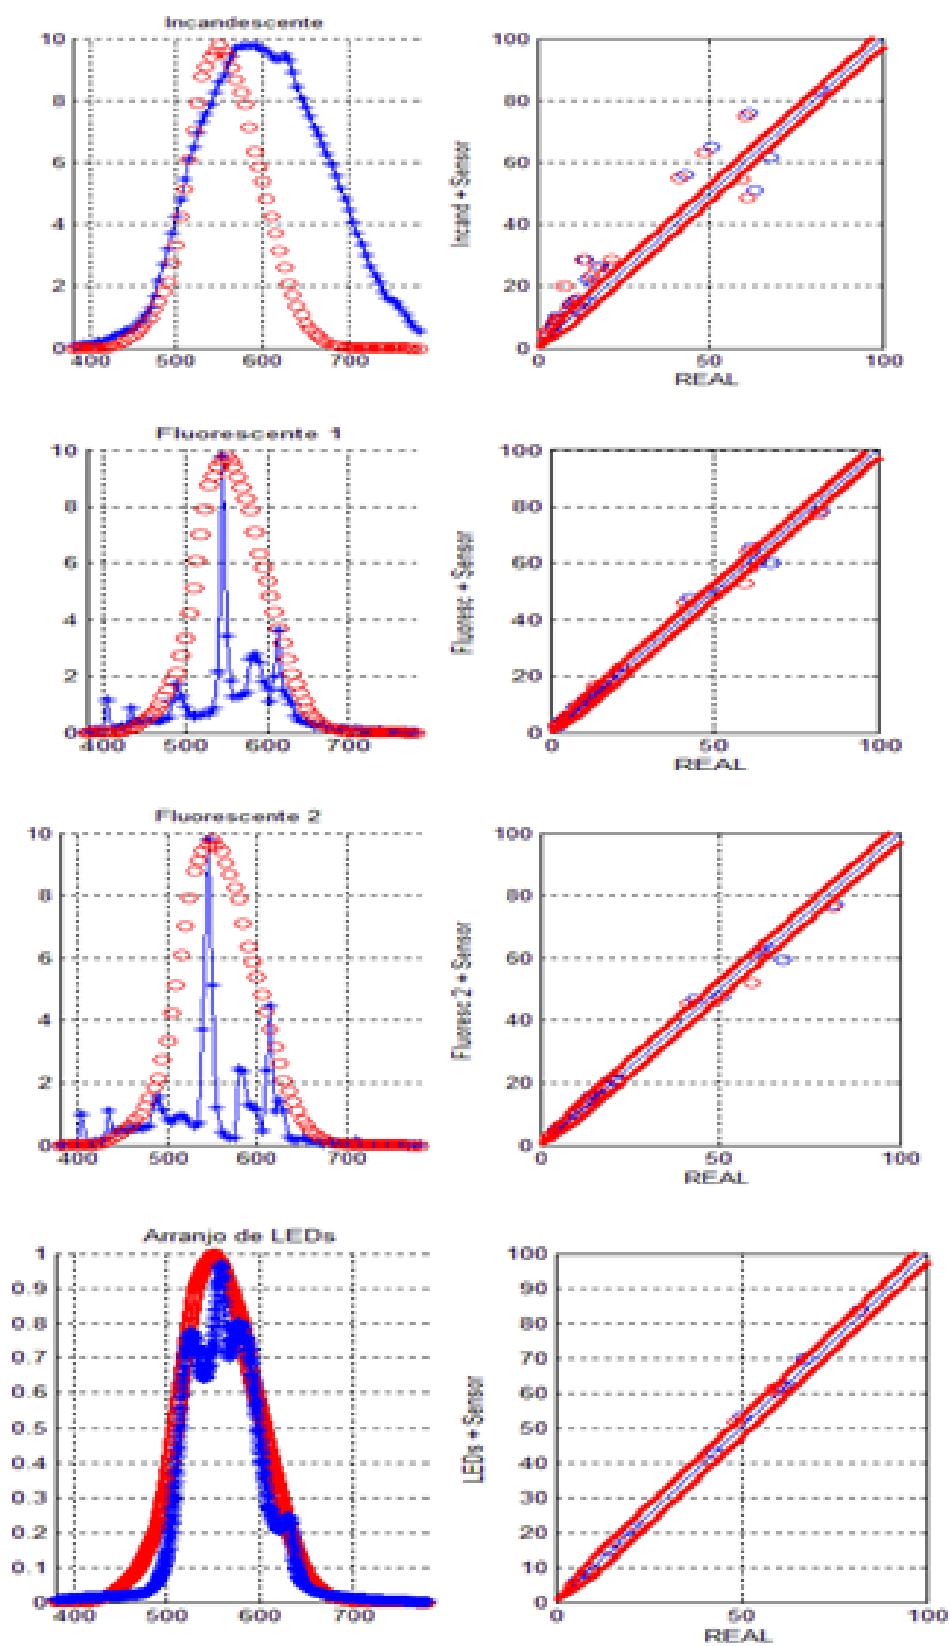 Incandescente
10
8
6
4
2
0
400 500 600 700
100
80
60
40
20
0
0 50 100
REAL
Incand + Sensor
Fluorescente 1
10
8
6
4
2
0
400 500 600 700
100
80
60
40
20
0
0 50 100
REAL
Fluoresc + Sensor
Fluorescente 2
10
8
6
4
2
0
400 500 600 700
100
80
60
40
20
0
0 50 100
REAL
Fluoresc 2 + Sensor
Arranjo de LEDs
1
0.9
0.8
0.7
0.6
0.5
0.4
0.3
0.2
0.1
0
400 500 600 700
100
90
80
70
60
50
40
30
20
10
0
0 50 100
REAL
LEDs + Sensor